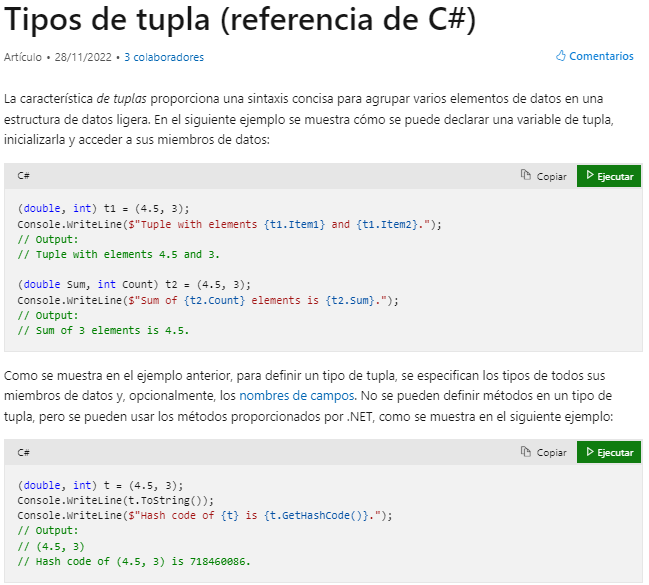 Tipos de tupla (referencia de C#)
Artículo • 28/11/2022 • 3 colaboradores
Comentarios
La característica de tuplas proporciona una sintaxis concisa para agrupar varios elementos de datos en una
estructura de datos ligera. En el siguiente ejemplo se muestra cómo se puede declarar una variable de tupla,
inicializarla y acceder a sus miembros de datos:
C#
Copiar
Ejecutar
(double, int) t1 = (4.5, 3);
Console.WriteLine($"Tuple with elements {t1.Item1} and {t1.Item2}.");
// Output:
// Tuple with elements 4.5 and 3.
(double Sum, int Count) t2 = (4.5, 3);
Console.WriteLine($"Sum of {t2.Count} elements is {t2.Sum}.");
// Output:
// Sum of 3 elements is 4.5.
Como se muestra en el ejemplo anterior, para definir un tipo de tupla, se especifican los tipos de todos sus
miembros de datos y, opcionalmente, los nombres de campos. No se pueden definir métodos en un tipo de
tupla, pero se pueden usar los métodos proporcionados por .NET, como se muestra en el siguiente ejemplo:
C#
Copiar
Ejecutar
(double, int) t = (4.5, 3);
Console.WriteLine(t.ToString());
Console.WriteLine($"Hash code of {t} is {t.GetHashCode()}.");
// Output:
// (4.5, 3)
// Hash code of (4.5, 3) is 718460086.